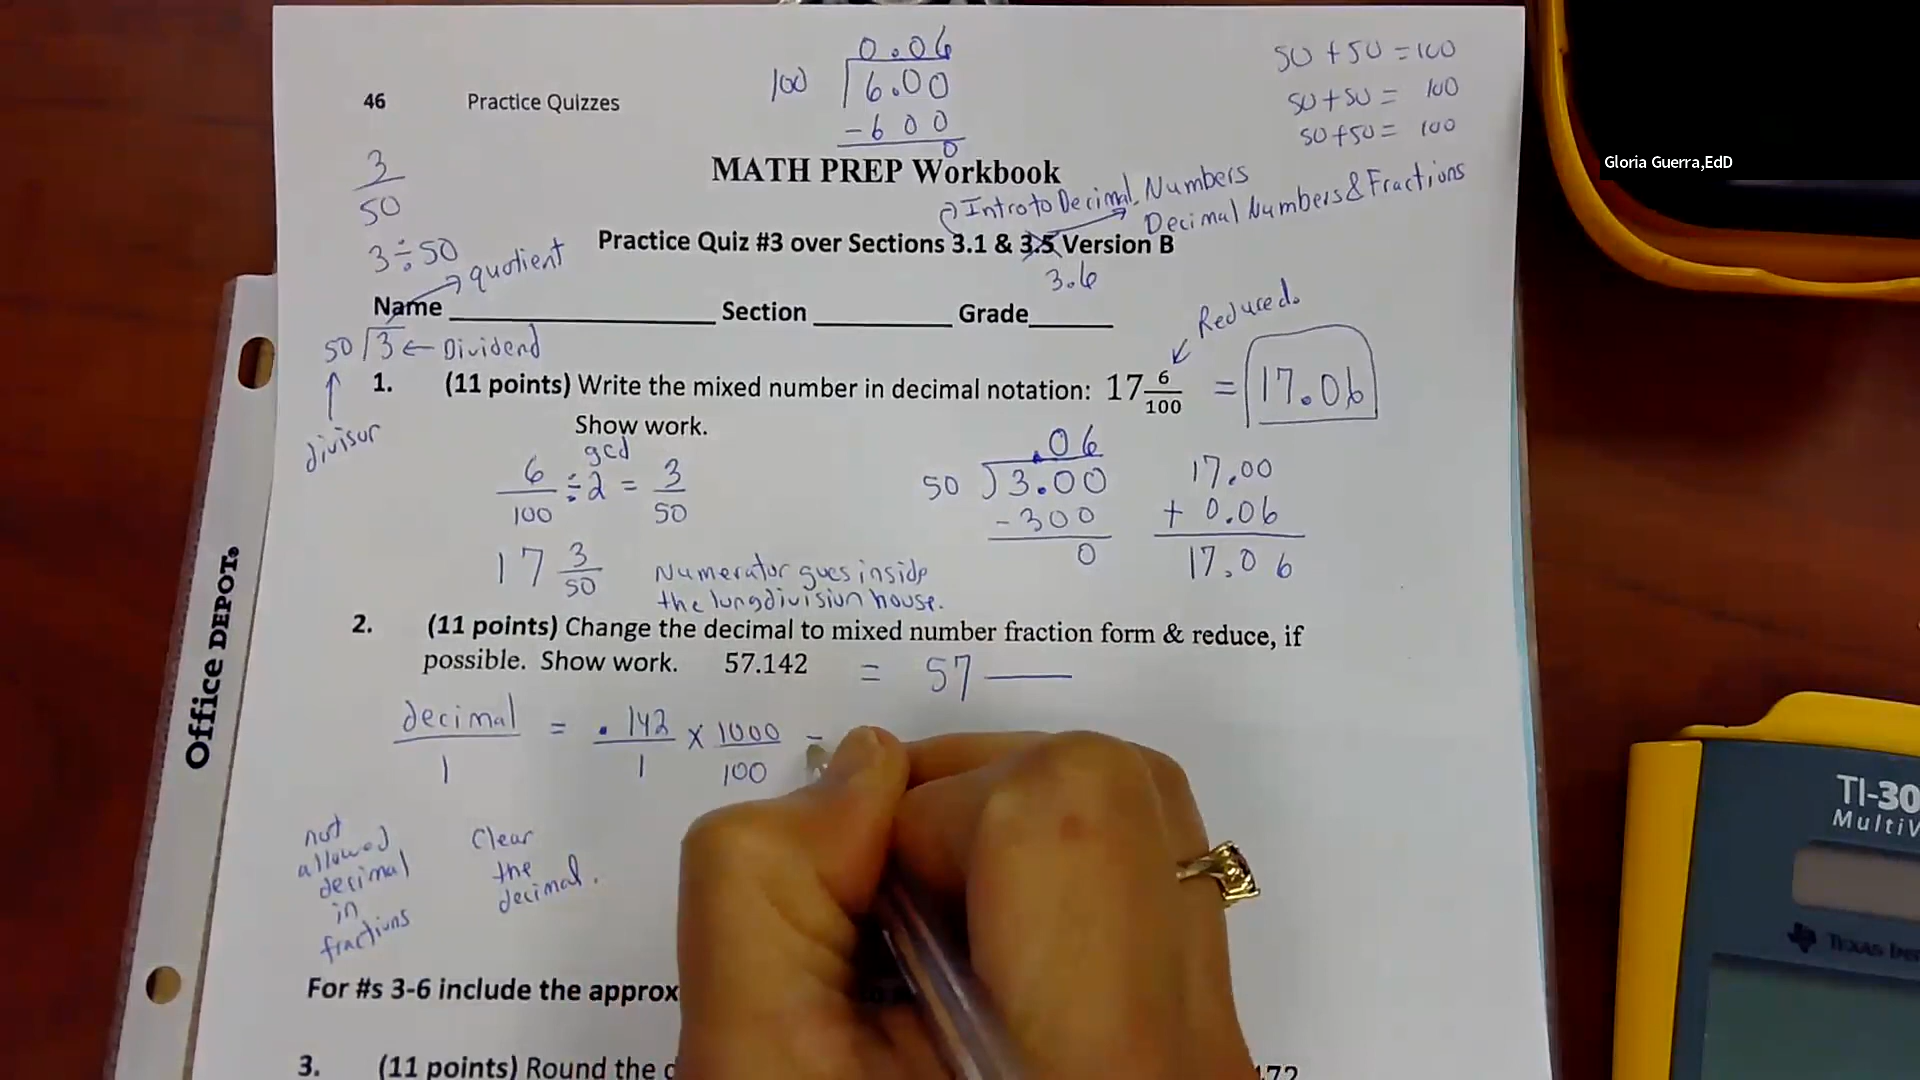 0.06
100 6.00
-600
0
50 + 50 = 100
50 + 50 = 100
50 + 50 = 100
46 Practice Quizzes
Gloria Guerra,EdD
MATH PREP Workbook
Intro to Decimal Numbers
Decimal Numbers & Fractions
3
50
3 ÷ 50
quotient
Practice Quiz #3 over Sections 3.1 & 3.5 Version B
3.6
Name Section Grade
Reduced.
50 3 ← Dividend
divisor
1. (11 points) Write the mixed number in decimal notation: 17 6/100 = 17.06
Show work.
gcd
6/100 ÷ 2 = 3/50
17 3/50
Numerator goes inside
the long division house.
.06
50 3.00
-300
0
17.00
+ 0.06
17.06
2. (11 points) Change the decimal to mixed number fraction form & reduce, if
possible. Show work. 57.142 = 57
decimal/1 = .142/1 x 1000/100 =
not
allowed
decimal
in
fractions
Clear
the
decimal.
For #s 3-6 include the approx
3. (11 points) Round the
Office DEPOT
TI-30
MultiV
TEXAS